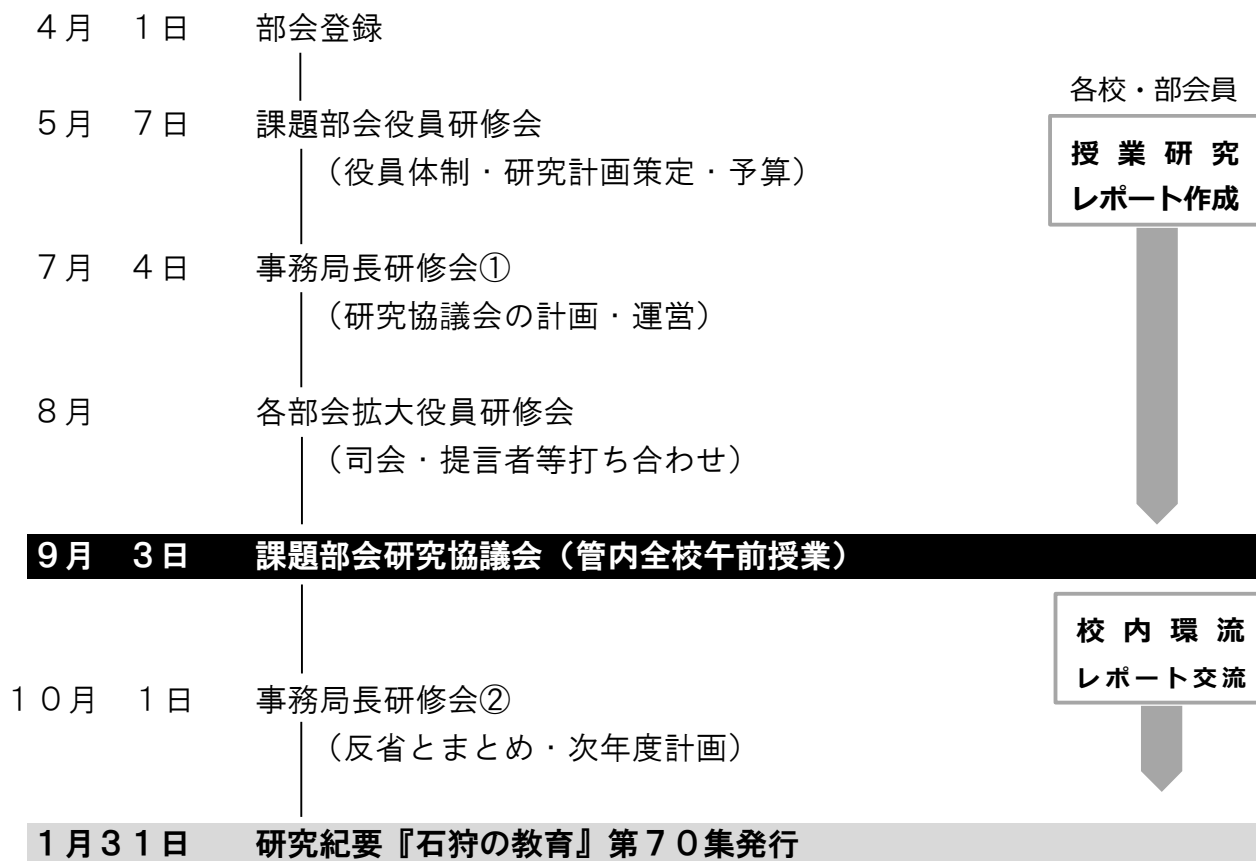 ４月　１日　部会登録
５月　７日　課題部会役員研修会
（役員体制・研究計画策定・予算）
７月　４日　事務局長研修会①
（研究協議会の計画・運営）
８月　各部会拡大役員研修会
（司会・提言者等打ち合わせ）
９月　３日　課題部会研究協議会（管内全校午前授業）
１０月　１日　事務局長研修会②
（反省とまとめ・次年度計画）
１月３１日　研究紀要『石狩の教育』第７０集発行
各校・部会員
授業研究
レポート作成
校内環流
レポート交流